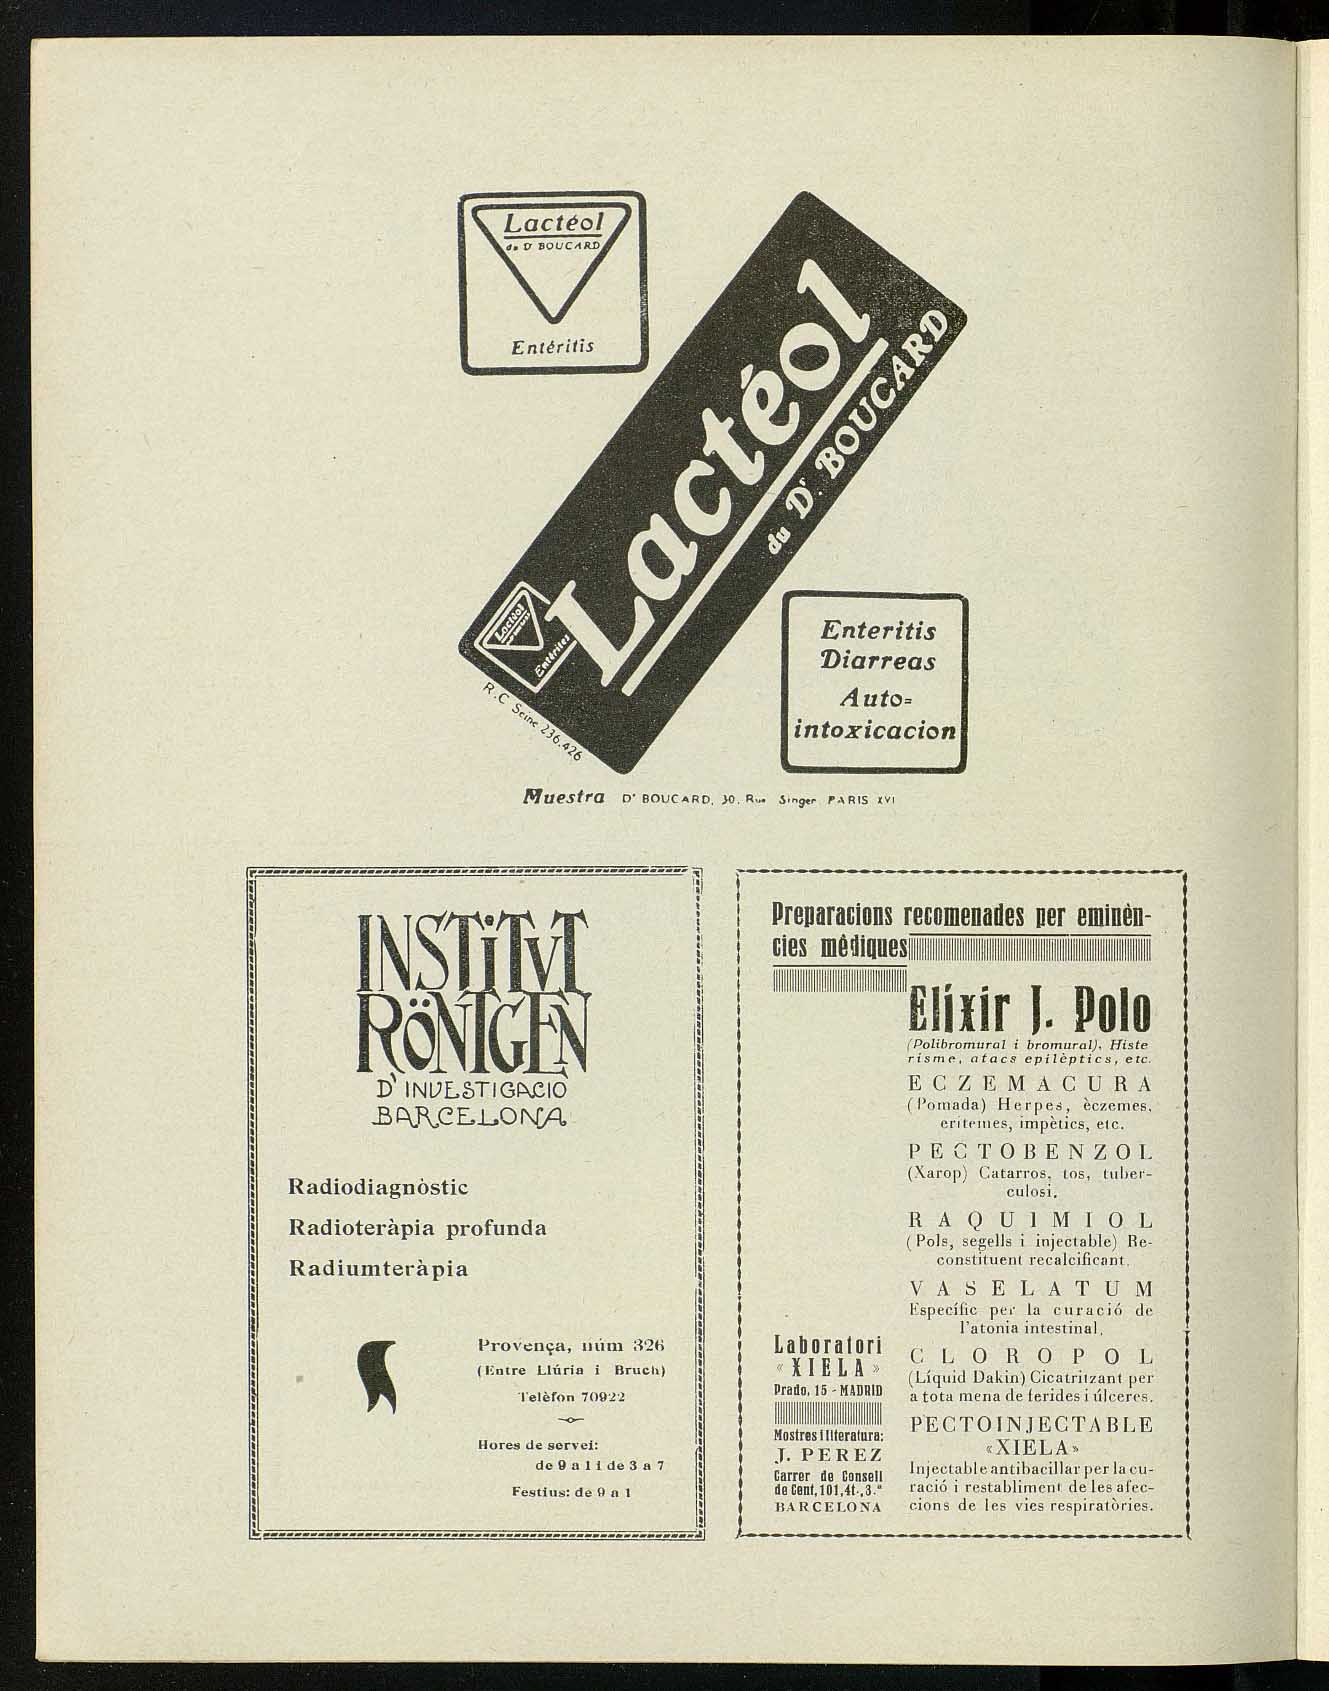 Lactéol
du Dr BOUCARD
Entéritis
Lactéol
du Dr. BOUCARD
Lactéol
Entérites
R.C Seine 236.426
Enteritis
Diarreas
Auto=
intoxicacion
Muestra Dr BOUCARD, 30, Rue Singer PARIS XVI
INSTiTVT
RÖNTGEN
D' INVESTIGACIO
BARCELONA
Radiodiagnòstic
Radioteràpia profunda
Radiumteràpia
Provença, núm 326
(Entre Llúria i Bruch)
Telèfon 70922
Hores de servei:
de 9 a 1 i de 3 a 7
Festius: de 9 a 1
Preparacions recomenades per eminèn-
cies mêdiques
Elíxir J. Polo
(Polibromural i bromural), Histe
risme, atacs epilèptics, etc.
ECZEMACURA
(Pomada) Herpes, èczemes,
eritemes, impètics, etc.
PECTOBENZOL
(Xarop) Catarros, tos, tuber-
culosi.
RAQUIMIOL
(Pols, segells i injectable) Re-
constituent recalcificant.
VASELATUM
Específic per la curació de
l'atonia intestinal.
CLOROPOL
(Líquid Dakin) Cicatritzant per
a tota mena de ferides i úlceres.
PECTOINJECTABLE
«XIELA»
Injectable antibacillar per la cu-
ració i restabliment de les afec-
cions de les vies respiratòries.
Laboratori
«XIELA»
Prado, 15 - MADRID
Mostres i literatura:
J. PEREZ
Carrer de Consell
de Cent, 101, 4t., 3.ª
BARCELONA